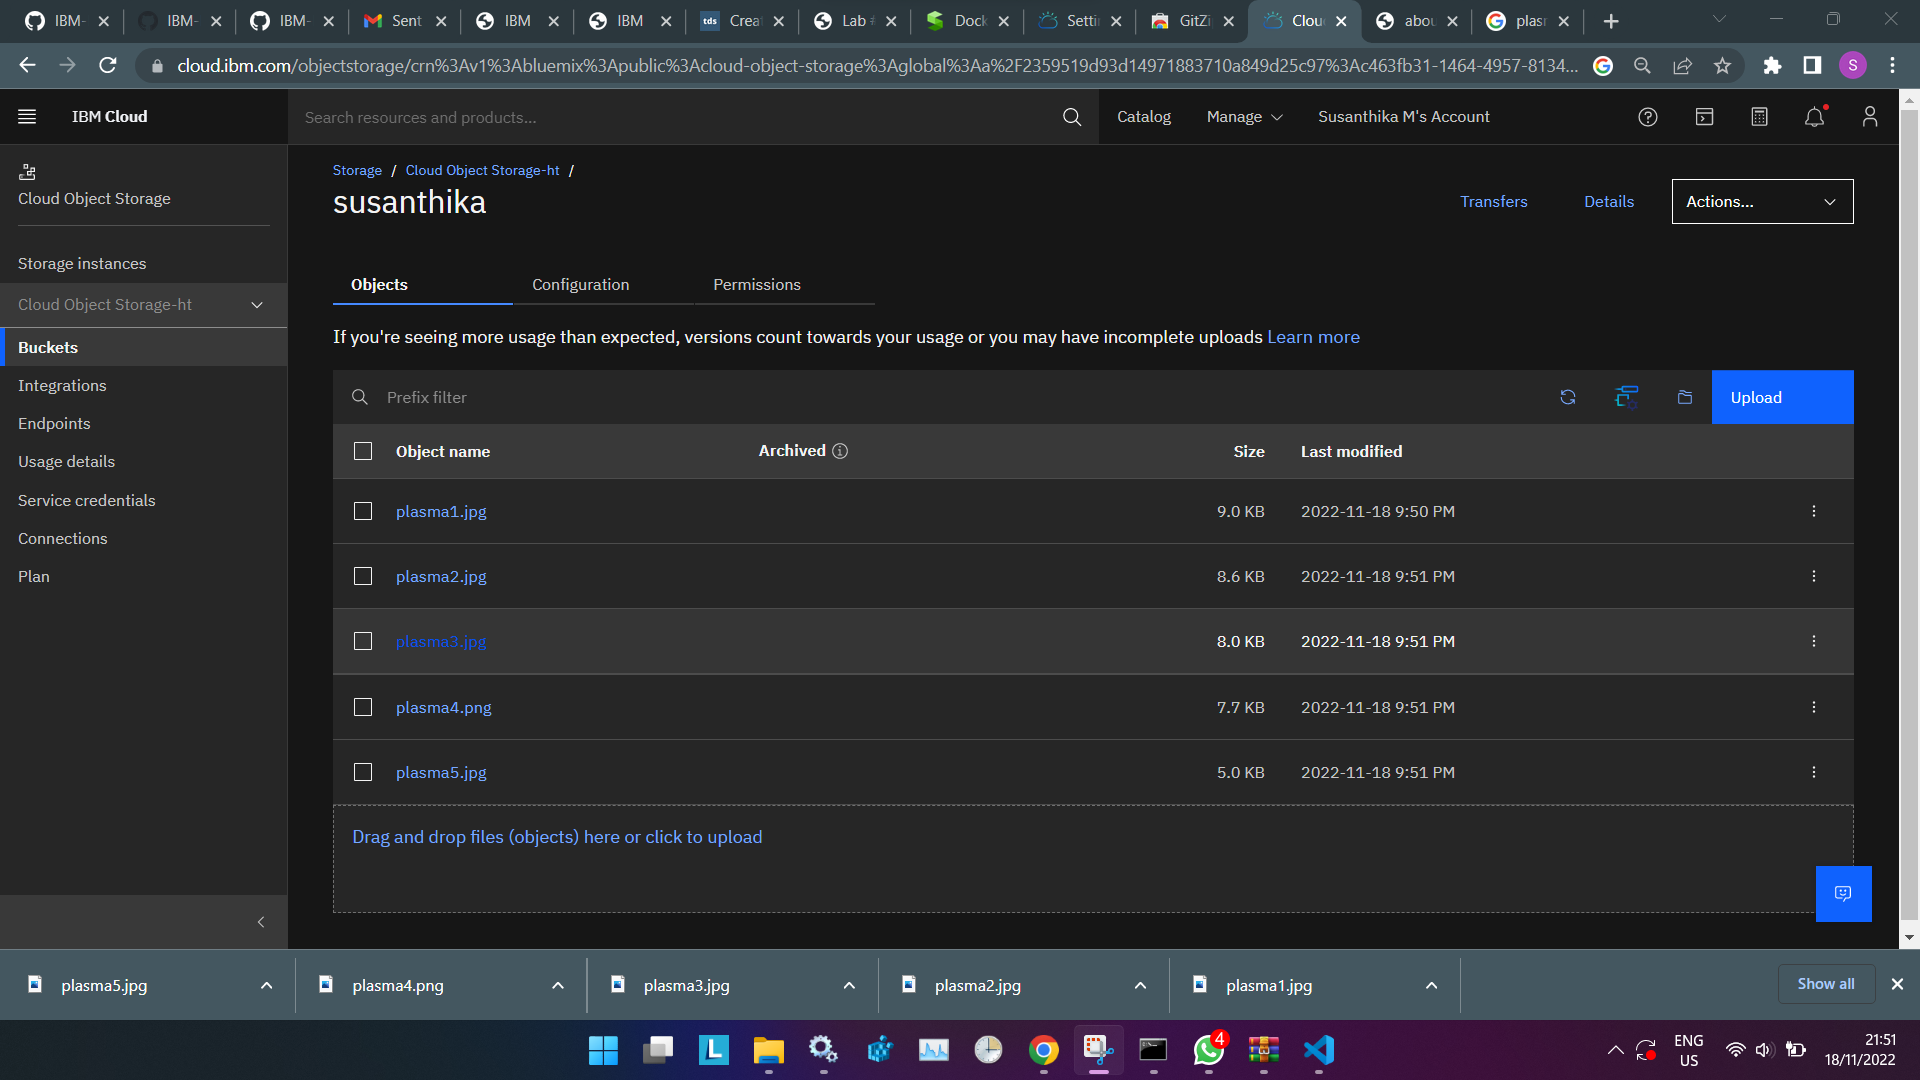 IBM-
IBM-
IBM-
Sent
IBM
IBM
tds
Crea
Lab
Dock
Setti
GitZi
Clou
abou
plasm
cloud.ibm.com/objectstorage/crn%3Av1%3Abluemix%3Apublic%3Acloud-object-storage%3Aglobal%3Aa%2F2359519d93d14971883710a849d25c97%3Ac463fb31-1464-4957-8134...
S
IBM Cloud
Search resources and products...
Catalog
Manage
Susanthika M's Account
Cloud Object Storage
Storage instances
Cloud Object Storage-ht
Buckets
Integrations
Endpoints
Usage details
Service credentials
Connections
Plan
Storage / Cloud Object Storage-ht /
susanthika
Transfers
Details
Actions...
Objects
Configuration
Permissions
If you're seeing more usage than expected, versions count towards your usage or you may have incomplete uploads Learn more
Prefix filter
Upload
Object name Archived Size Last modified
plasma1.jpg 9.0 KB 2022-11-18 9:50 PM
plasma2.jpg 8.6 KB 2022-11-18 9:51 PM
plasma3.jpg 8.0 KB 2022-11-18 9:51 PM
plasma4.png 7.7 KB 2022-11-18 9:51 PM
plasma5.jpg 5.0 KB 2022-11-18 9:51 PM
Drag and drop files (objects) here or click to upload
plasma5.jpg
plasma4.png
plasma3.jpg
plasma2.jpg
plasma1.jpg
Show all
L
4
ENG
US
21:51
18/11/2022